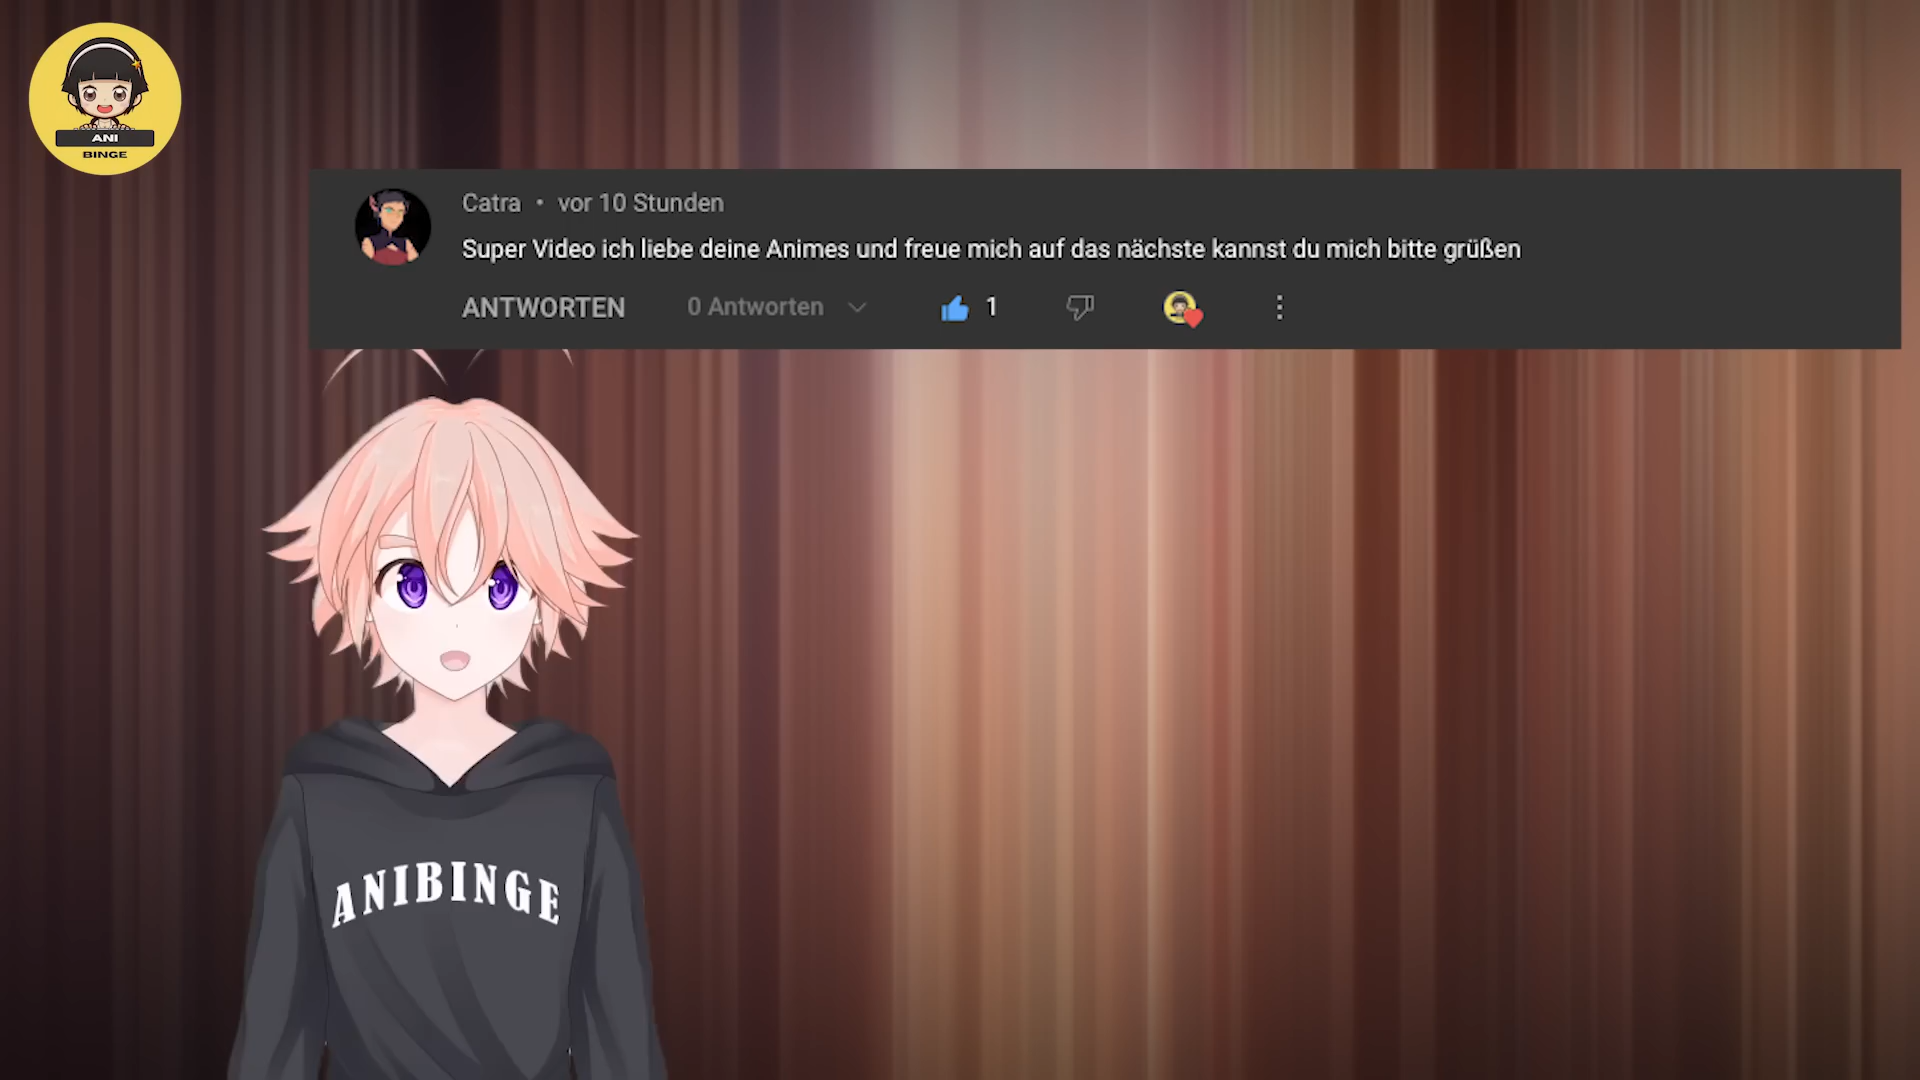 ANI
BINGE
Catra • vor 10 Stunden
Super Video ich liebe deine Animes und freue mich auf das nächste kannst du mich bitte grüßen
ANTWORTEN 0 Antworten 1
ANIBINGE